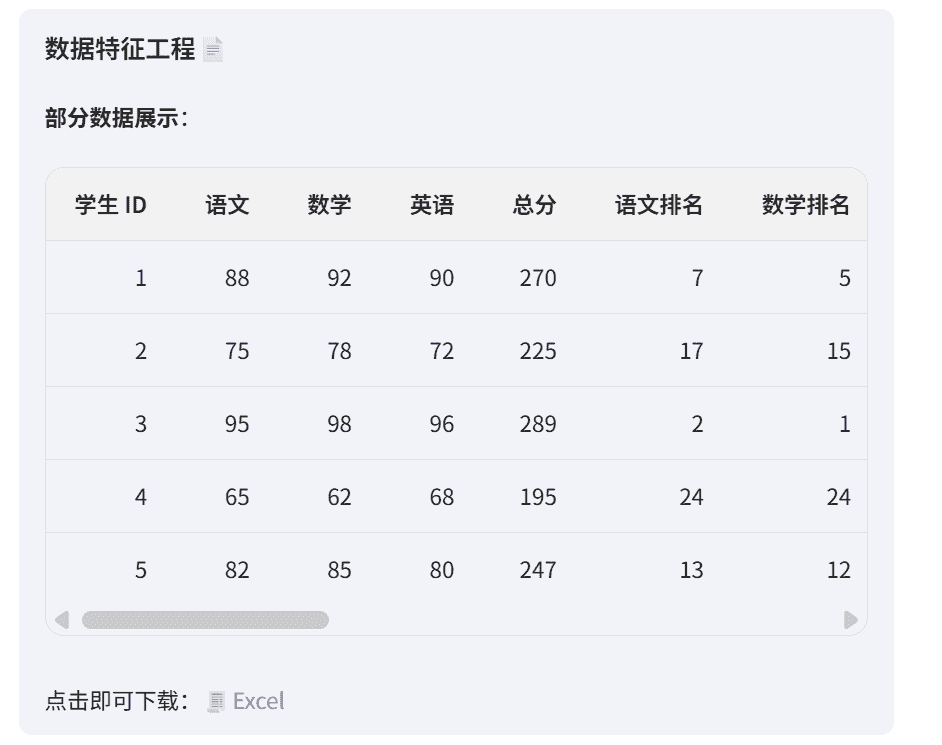 数据特征工程
部分数据展示：
学生 ID 语文 数学 英语 总分 语文排名 数学排名
1 88 92 90 270 7 5
2 75 78 72 225 17 15
3 95 98 96 289 2 1
4 65 62 68 195 24 24
5 82 85 80 247 13 12
点击即可下载： Excel